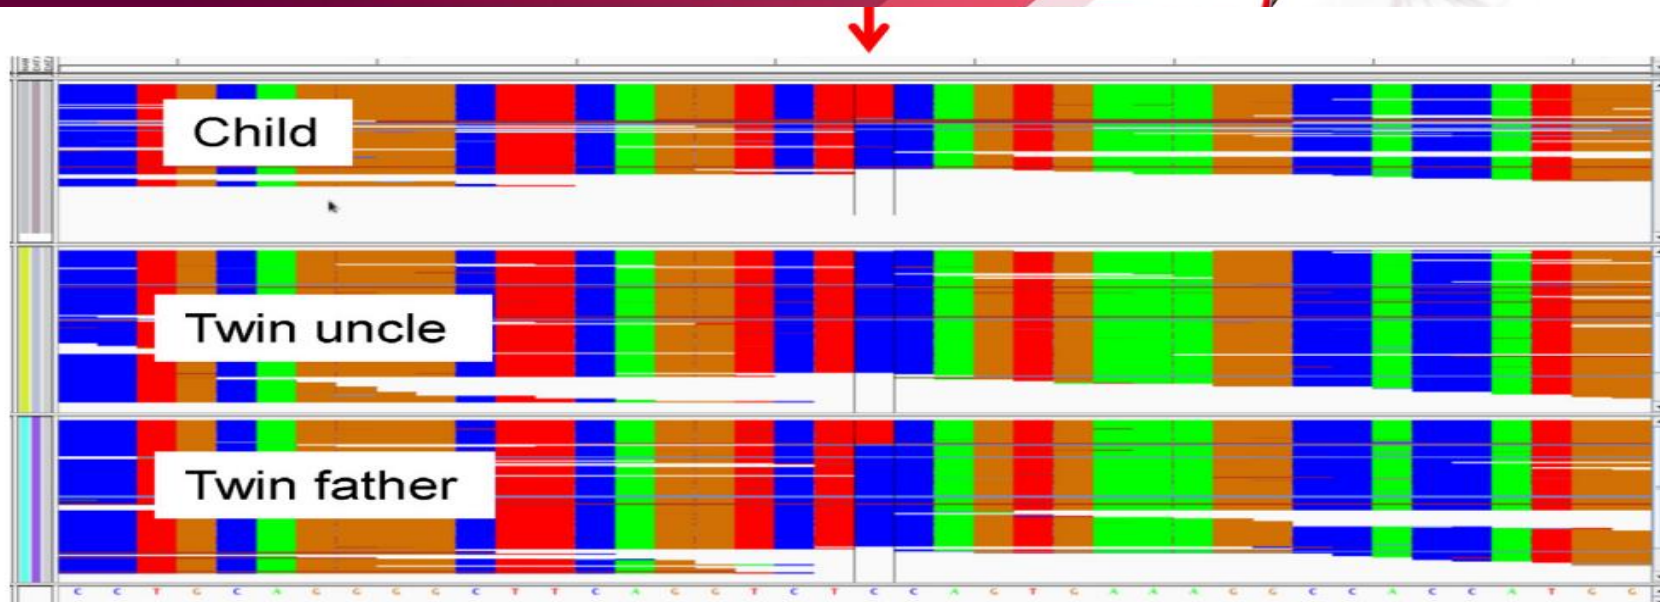 Child
Twin uncle
Twin father
C C T G C A G G G G C T T C A G G T C T C C A G T G A A A G G C C A C C A T G G